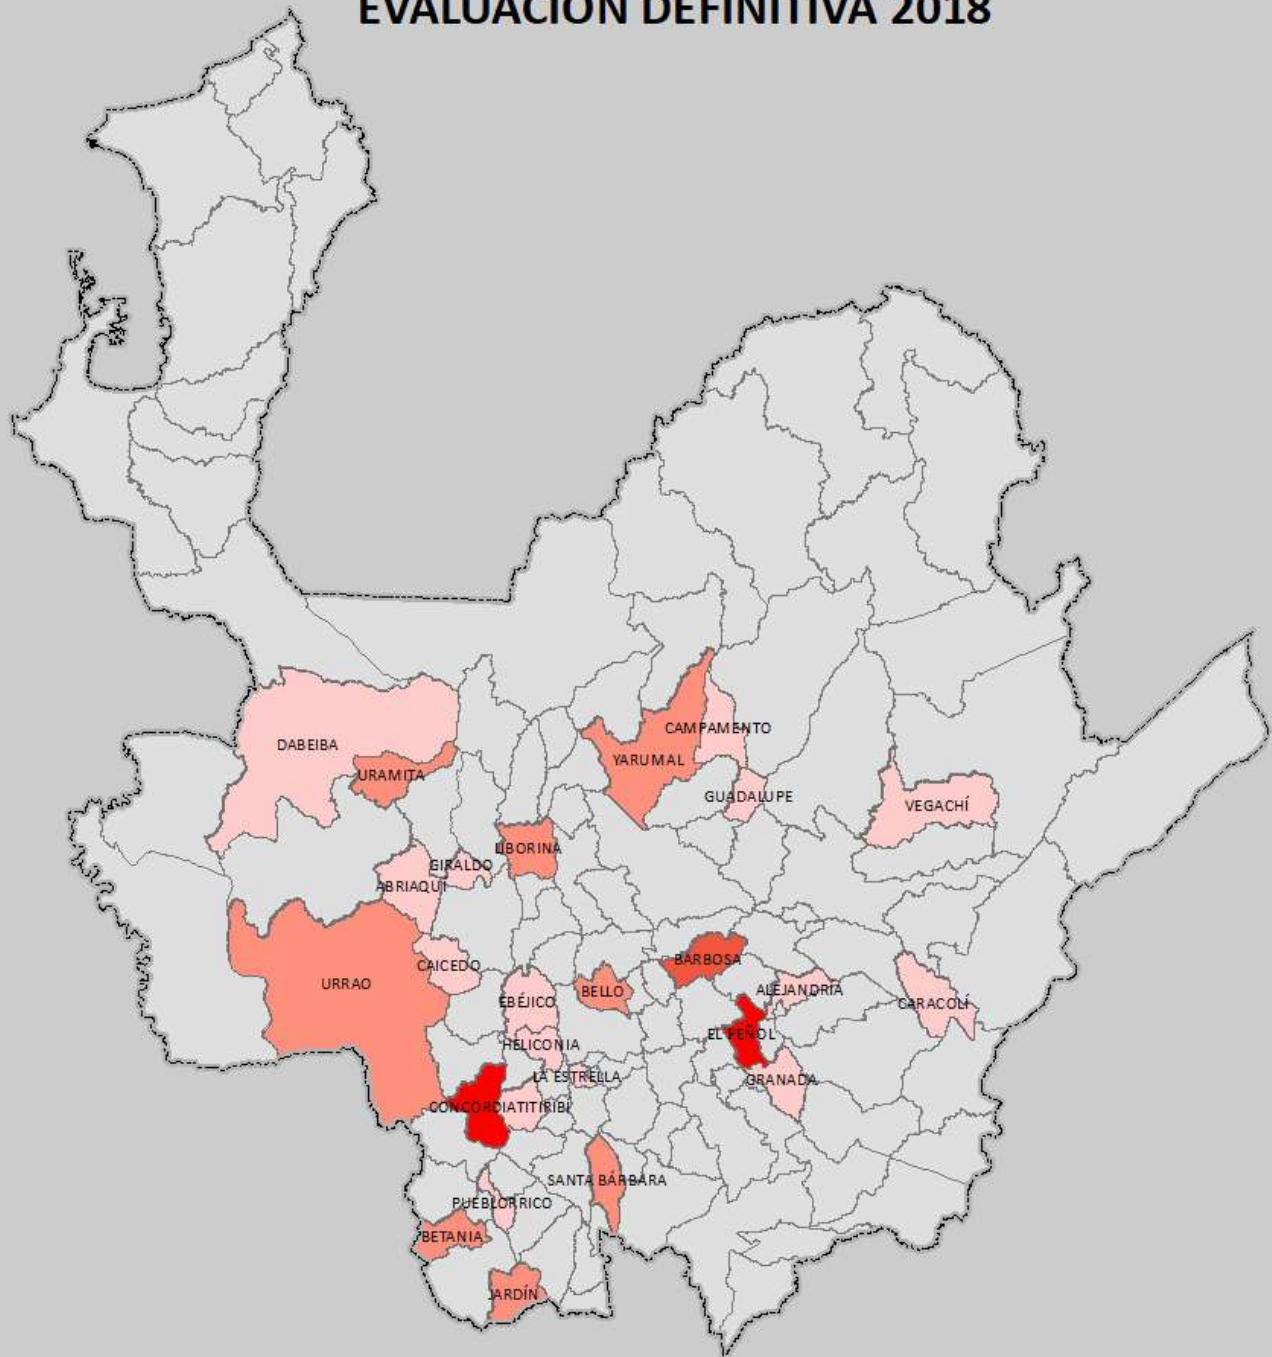 EVALUACIÓN DEFINITIVA 2018
CAMPAMENTO
DABEIBA
YARUMAL
URAMITA
GUADALUPE
VEGACHÍ
LIBORINA
GIRALDO
ABRIAQUÍ
BARBOSA
CAICEDO
URRAO
BELLO
ALEJANDRÍA
EBÉJICO
CARACOLÍ
EL PEÑOL
HELICONIA
LA ESTRELLA
GRANADA
CONCORDIA
TITIRIBÍ
SANTA BÁRBARA
PUEBLORRICO
BETANIA
JARDÍN